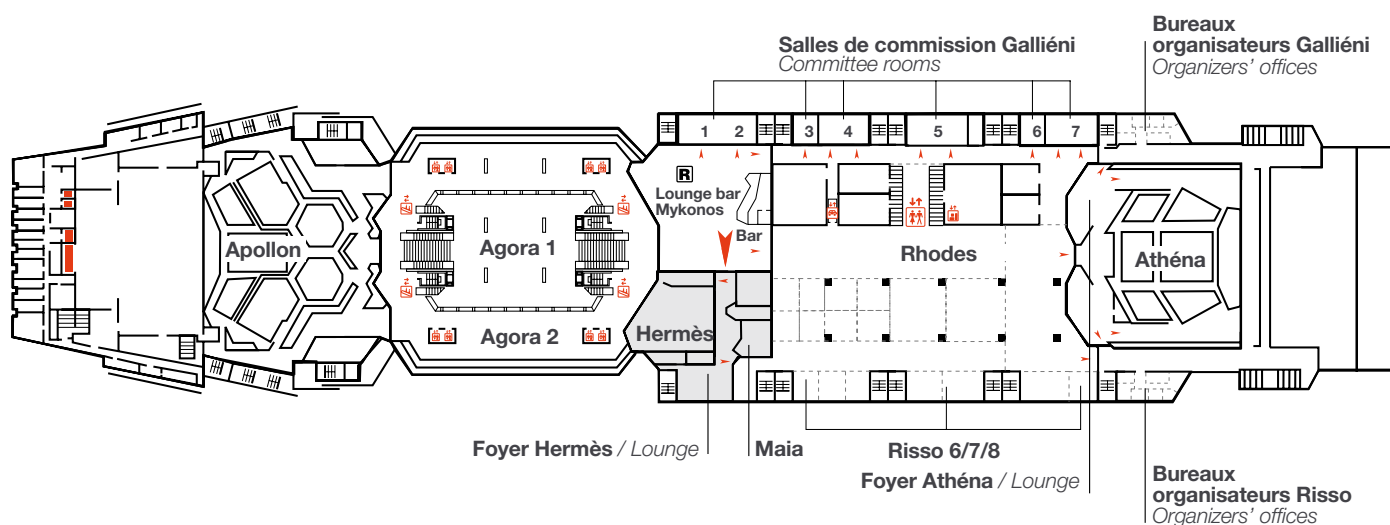 Salles de commission Galliéni
Committee rooms
Bureaux
organisateurs Galliéni
Organizers' offices
1 2 3 4 5 6 7
R
Lounge bar
Mykonos
Bar
Apollon
Agora 1
Rhodes
Athéna
Agora 2
Hermès
Foyer Hermès / Lounge
Maia
Risso 6/7/8
Foyer Athéna / Lounge
Bureaux
organisateurs Risso
Organizers' offices